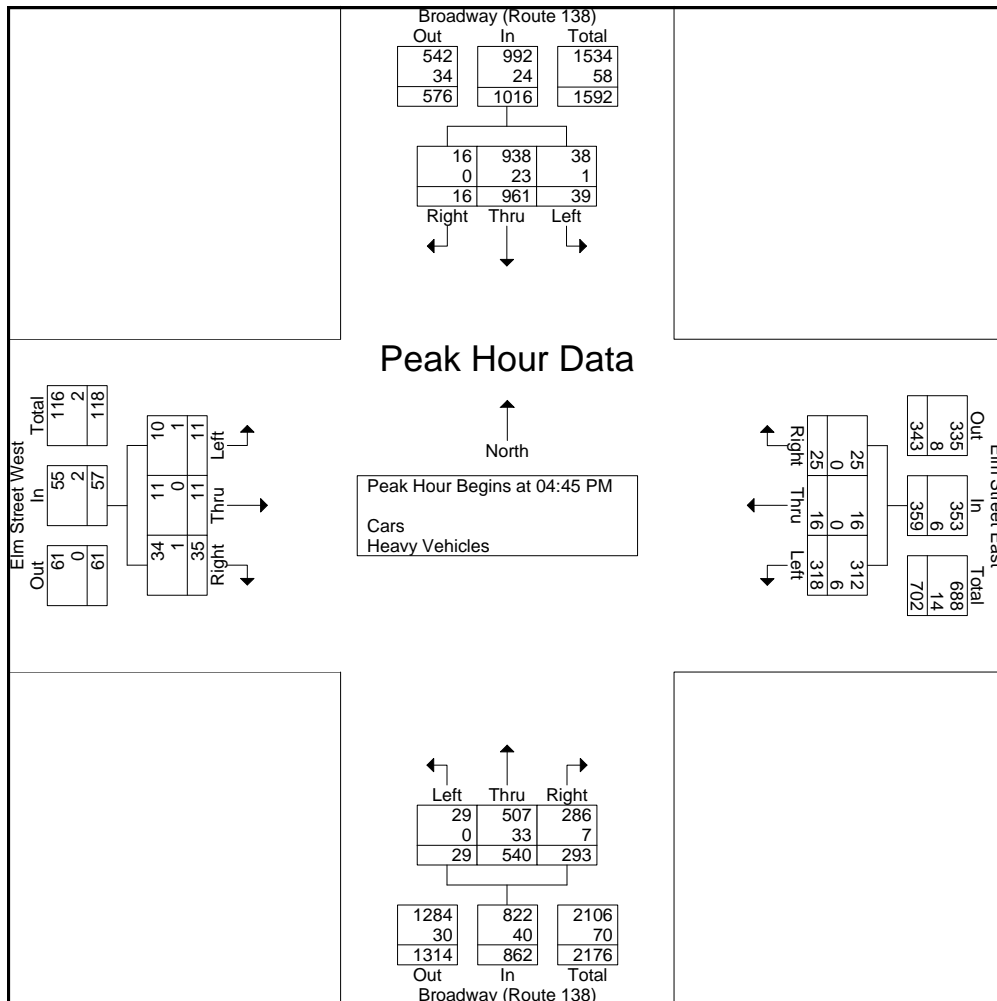 Broadway (Route 138)
Out In Total
542 992 1534
34 24 58
576 1016 1592
16 938 38
0 23 1
16 961 39
Right Thru Left
Peak Hour Data
North
Peak Hour Begins at 04:45 PM
Cars
Heavy Vehicles
Elm Street West
Out In Total
61 55 116
0 2 2
61 57 118
34 11 10
1 0 1
35 11 11
Right Thru Left
Elm Street East
Out In Total
335 353 688
8 6 14
343 359 702
25 16 312
0 0 6
25 16 318
Right Thru Left
Left Thru Right
29 507 286
0 33 7
29 540 293
1284 822 2106
30 40 70
1314 862 2176
Out In Total
Broadway (Route 138)